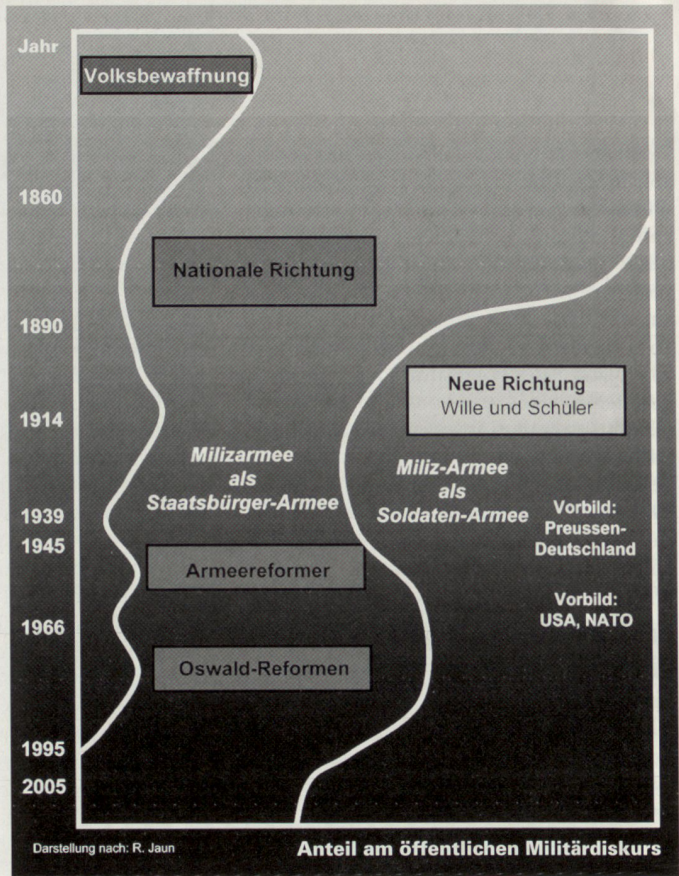 Jahr
Volksbewaffnung
1860
Nationale Richtung
1890
Neue Richtung
Wille und Schüler
1914
Milizarmee
als
Staatsbürger-Armee
Miliz-Armee
als
Soldaten-Armee
1939
Vorbild:
Preussen-
Deutschland
1945
Armeereformer
Vorbild:
USA, NATO
1966
Oswald-Reformen
1995
2005
Darstellung nach: R. Jaun
Anteil am öffentlichen Militärdiskurs